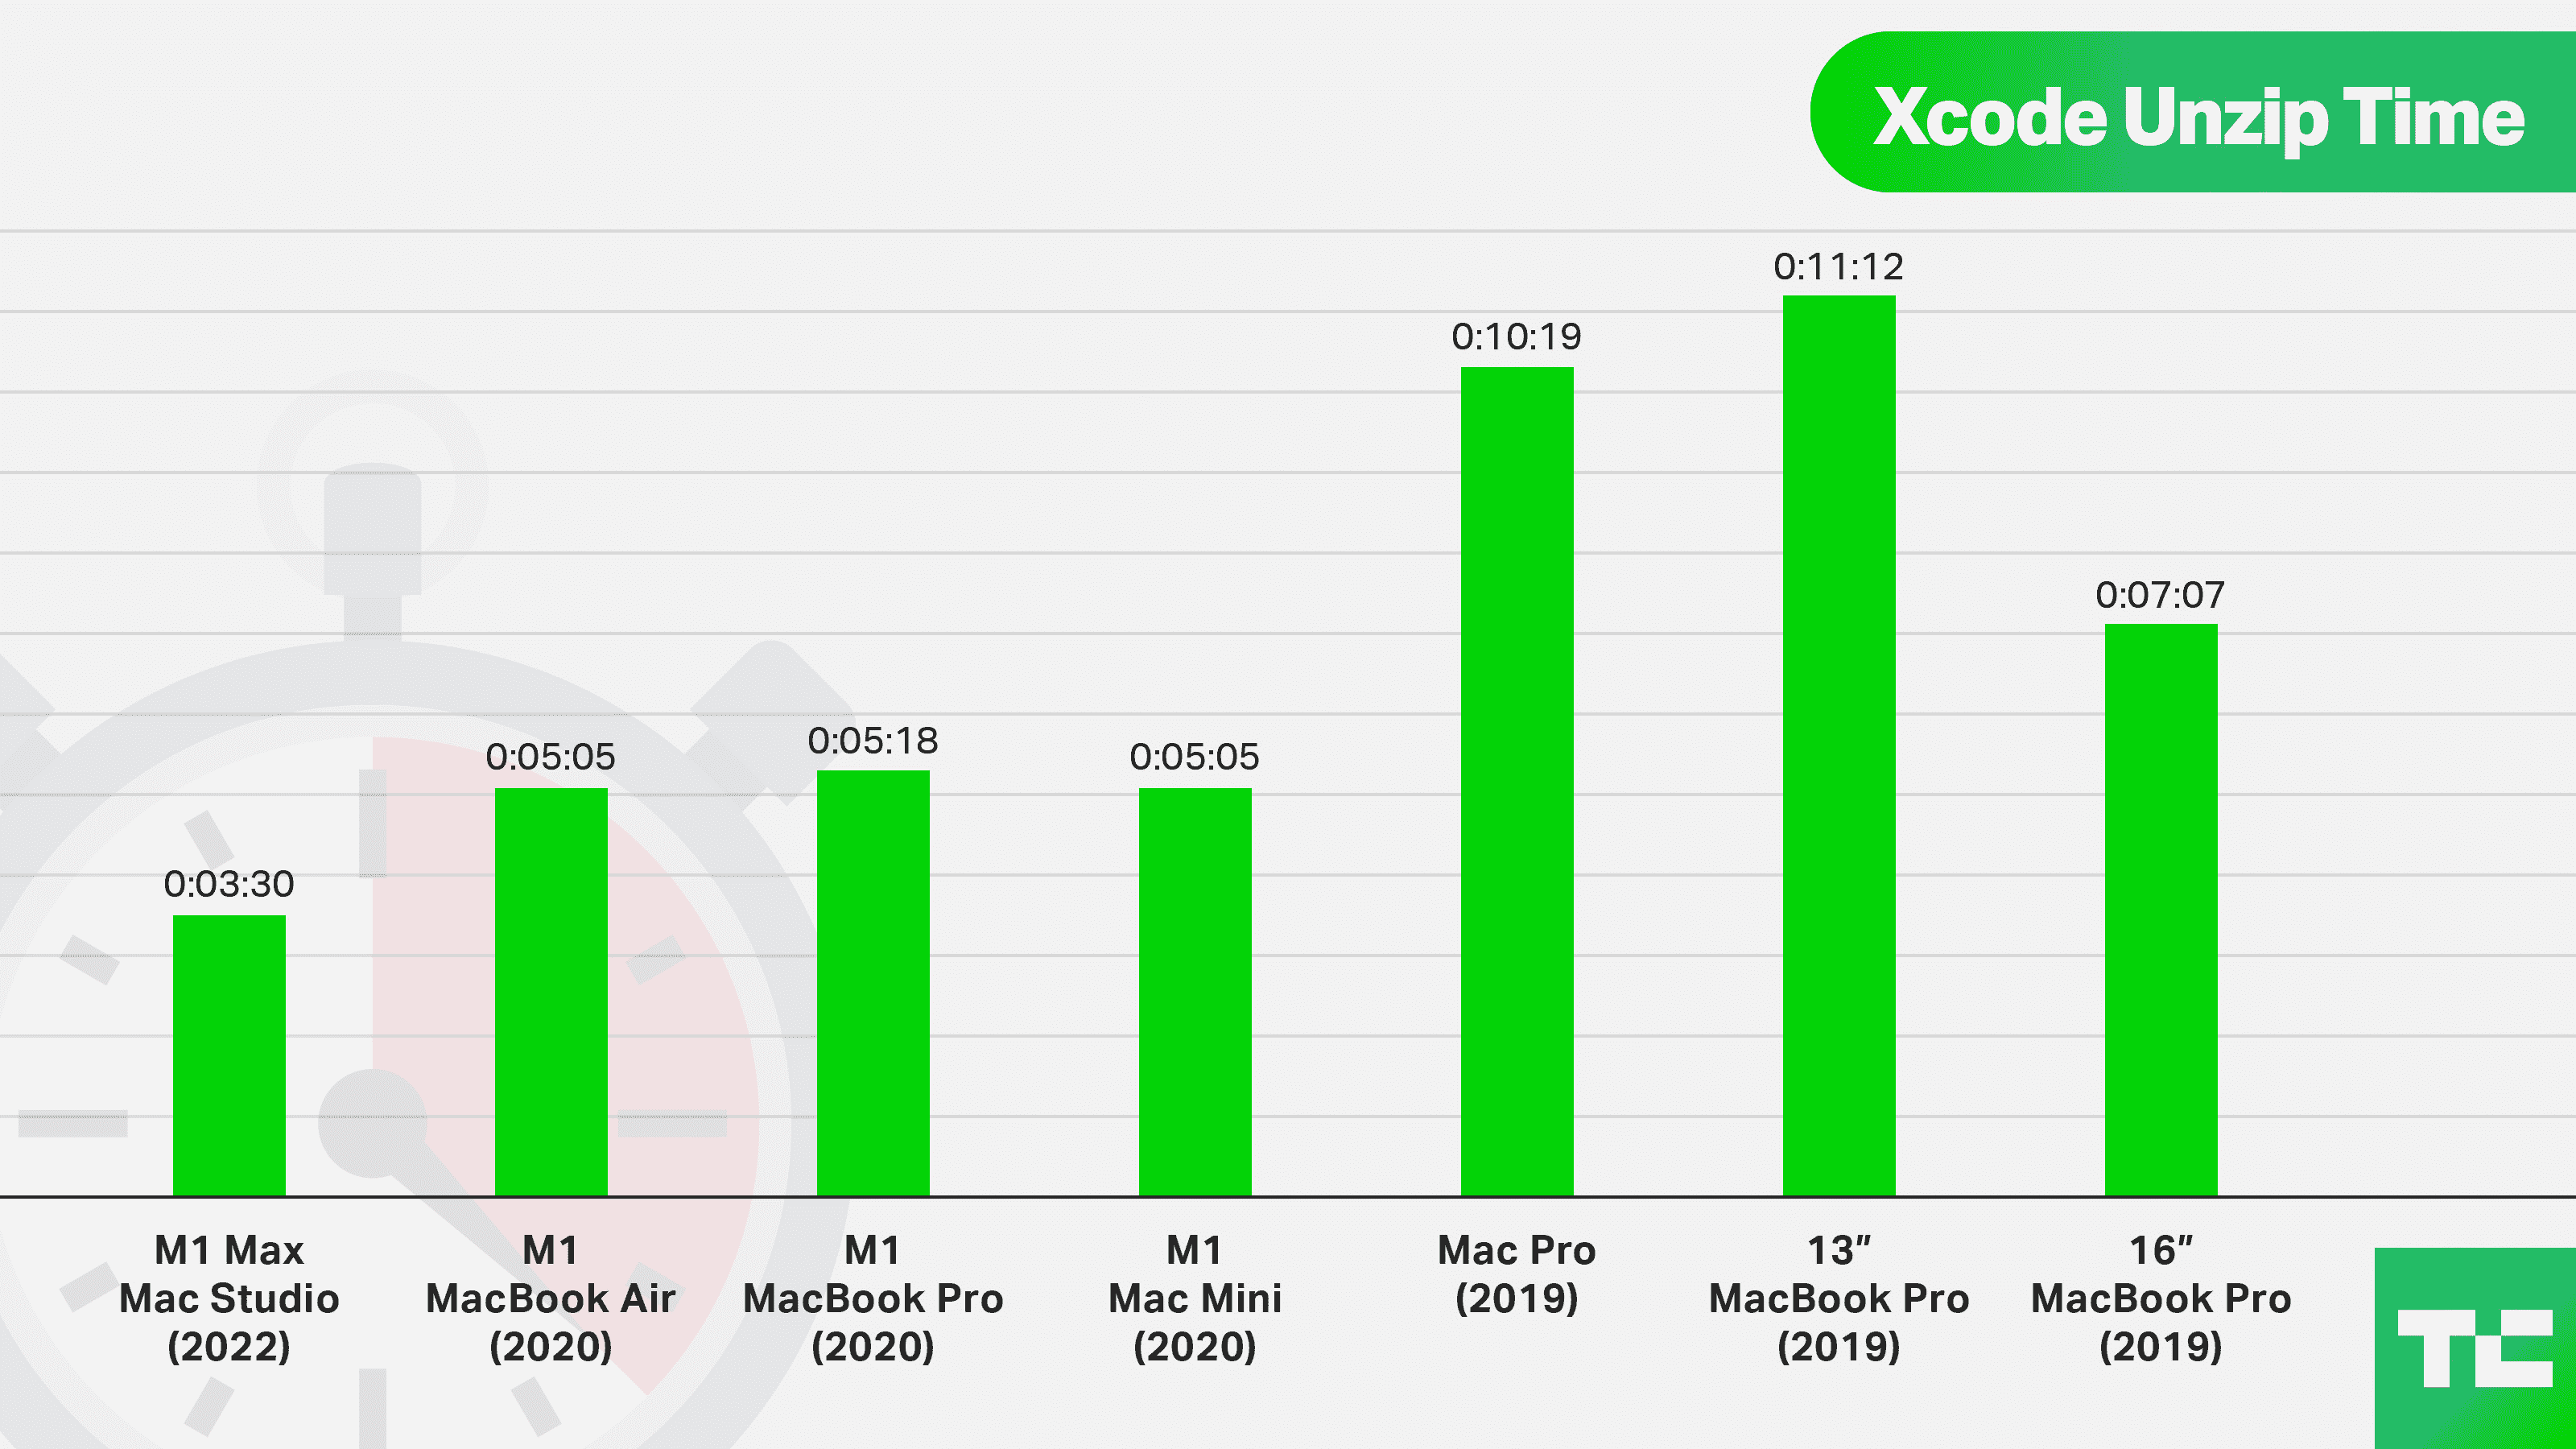 Xcode Unzip Time
0:11:12
0:10:19
0:07:07
0:05:18
0:05:05
0:05:05
0:03:30
M1 Max
Mac Studio
(2022)
M1
MacBook Air
(2020)
M1
MacBook Pro
(2020)
M1
Mac Mini
(2020)
Mac Pro
(2019)
13″
MacBook Pro
(2019)
16″
MacBook Pro
(2019)
TC